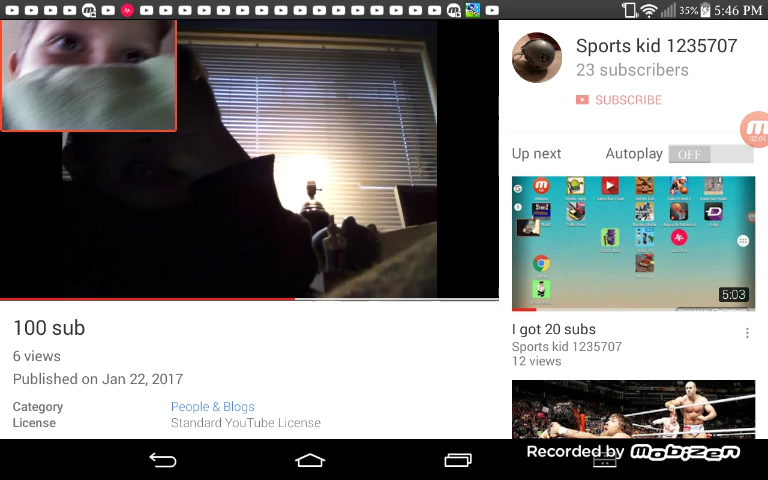 35% 5:46 PM
Sports kid 1235707
23 subscribers
SUBSCRIBE
02:01
Up next Autoplay OFF
5:03
100 sub
6 views
Published on Jan 22, 2017
Category People & Blogs
License Standard YouTube License
I got 20 subs
Sports kid 1235707
12 views
Recorded by Mobizen